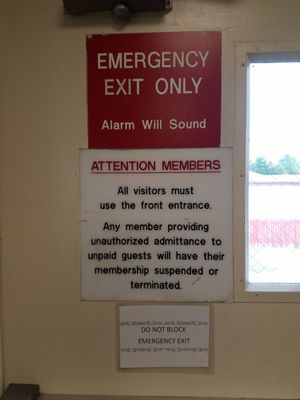 EMERGENCY
EXIT ONLY
Alarm Will Sound
ATTENTION MEMBERS
All visitors must
use the front entrance.
Any member providing
unauthorized admittance to
unpaid guests will have their
membership suspended or
terminated.
DO NOT BLOCK
EMERGENCY EXIT